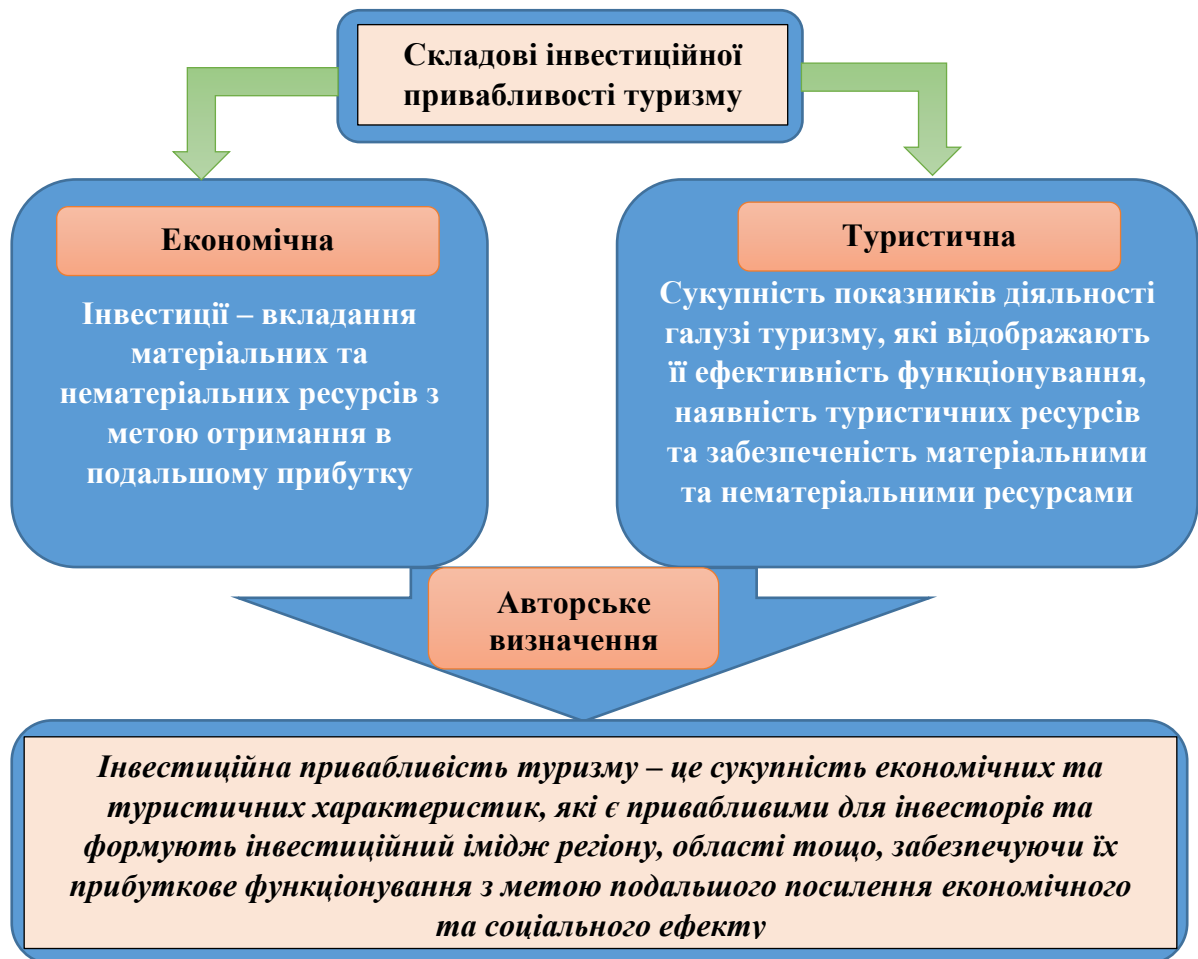 Складові інвестиційної
привабливості туризму
Економічна
Інвестиції – вкладання
матеріальних та
нематеріальних ресурсів з
метою отримання в
подальшому прибутку
Туристична
Сукупність показників діяльності
галузі туризму, які відображають
її ефективність функціонування,
наявність туристичних ресурсів
та забезпеченість матеріальними
та нематеріальними ресурсами
Авторське
визначення
Інвестиційна привабливість туризму – це сукупність економічних та
туристичних характеристик, які є привабливими для інвесторів та
формують інвестиційний імідж регіону, області тощо, забезпечуючи їх
прибуткове функціонування з метою подальшого посилення економічного
та соціального ефекту